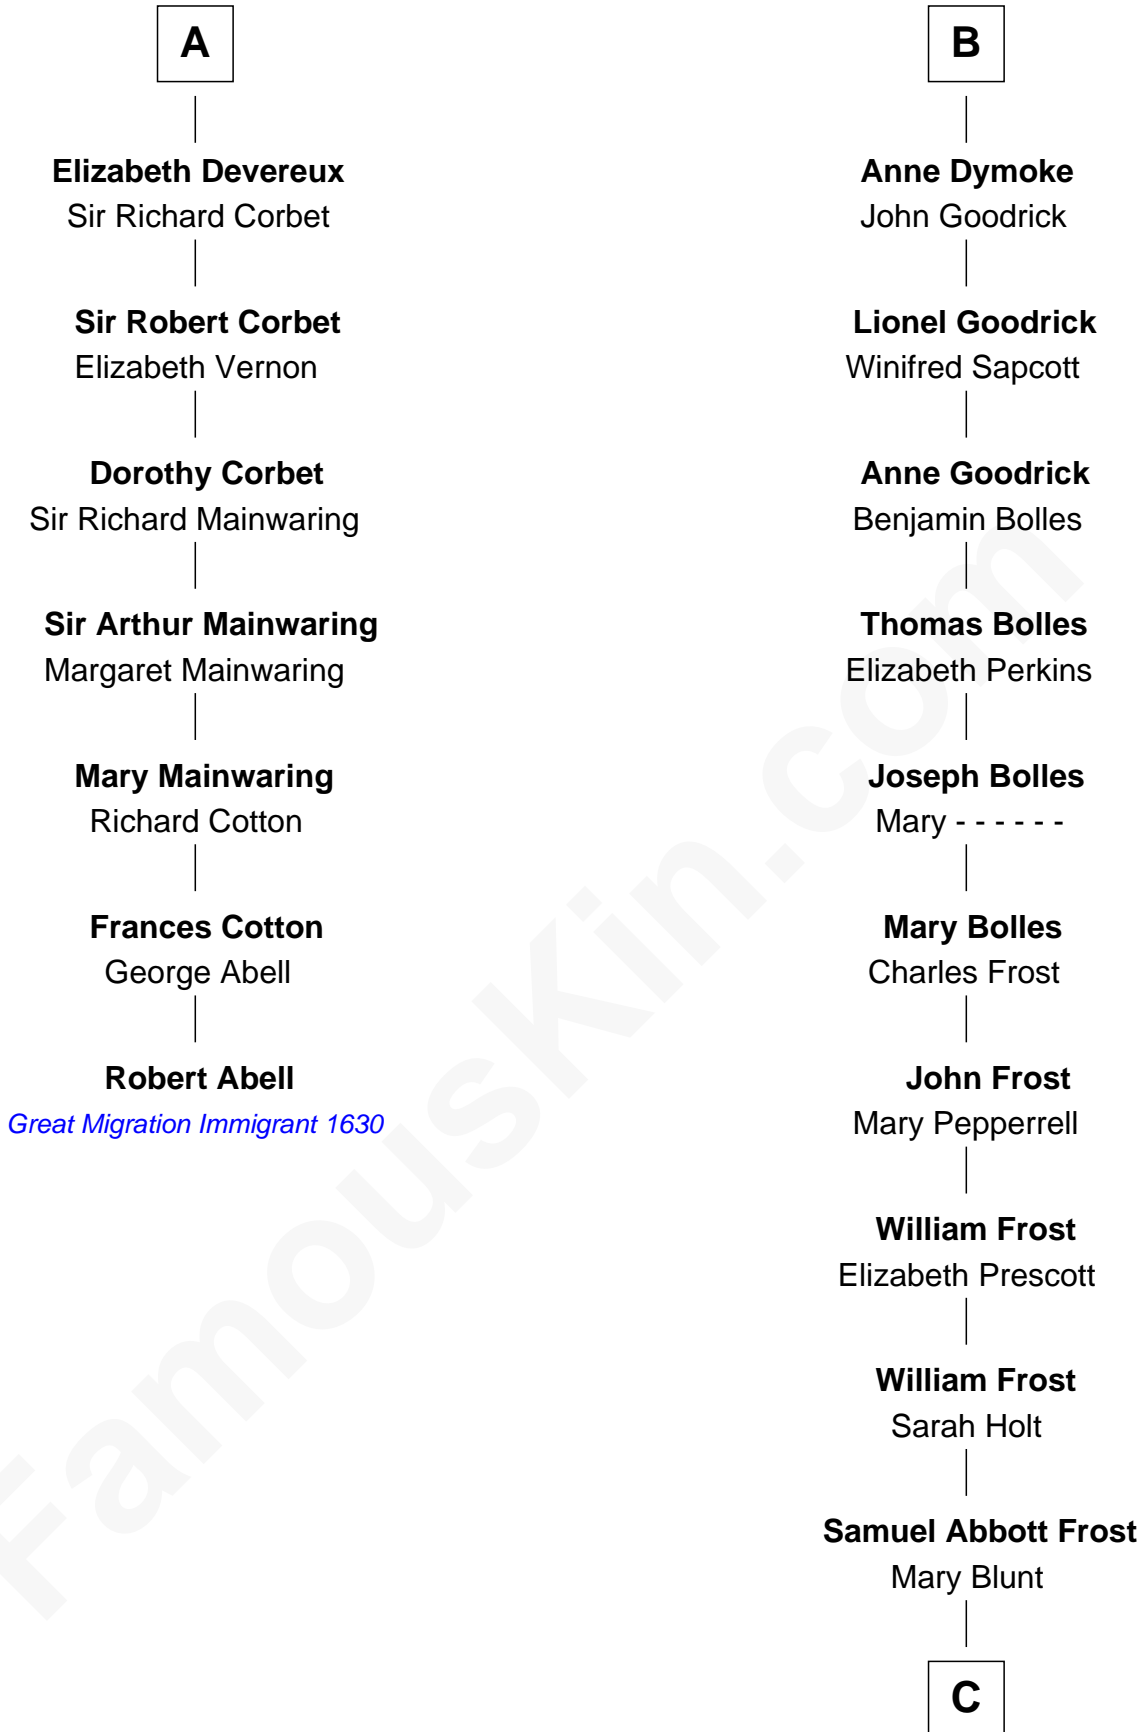 A
Elizabeth Devereux
Sir Richard Corbet
Sir Robert Corbet
Elizabeth Vernon
Dorothy Corbet
Sir Richard Mainwaring
Sir Arthur Mainwaring
Margaret Mainwaring
Mary Mainwaring
Richard Cotton
Frances Cotton
George Abell
Robert Abell
Great Migration Immigrant 1630
B
Anne Dymoke
John Goodrick
Lionel Goodrick
Winifred Sapcott
Anne Goodrick
Benjamin Bolles
Thomas Bolles
Elizabeth Perkins
Joseph Bolles
Mary - - - - - -
Mary Bolles
Charles Frost
John Frost
Mary Pepperrell
William Frost
Elizabeth Prescott
William Frost
Sarah Holt
Samuel Abbott Frost
Mary Blunt
C
FamousKin.com